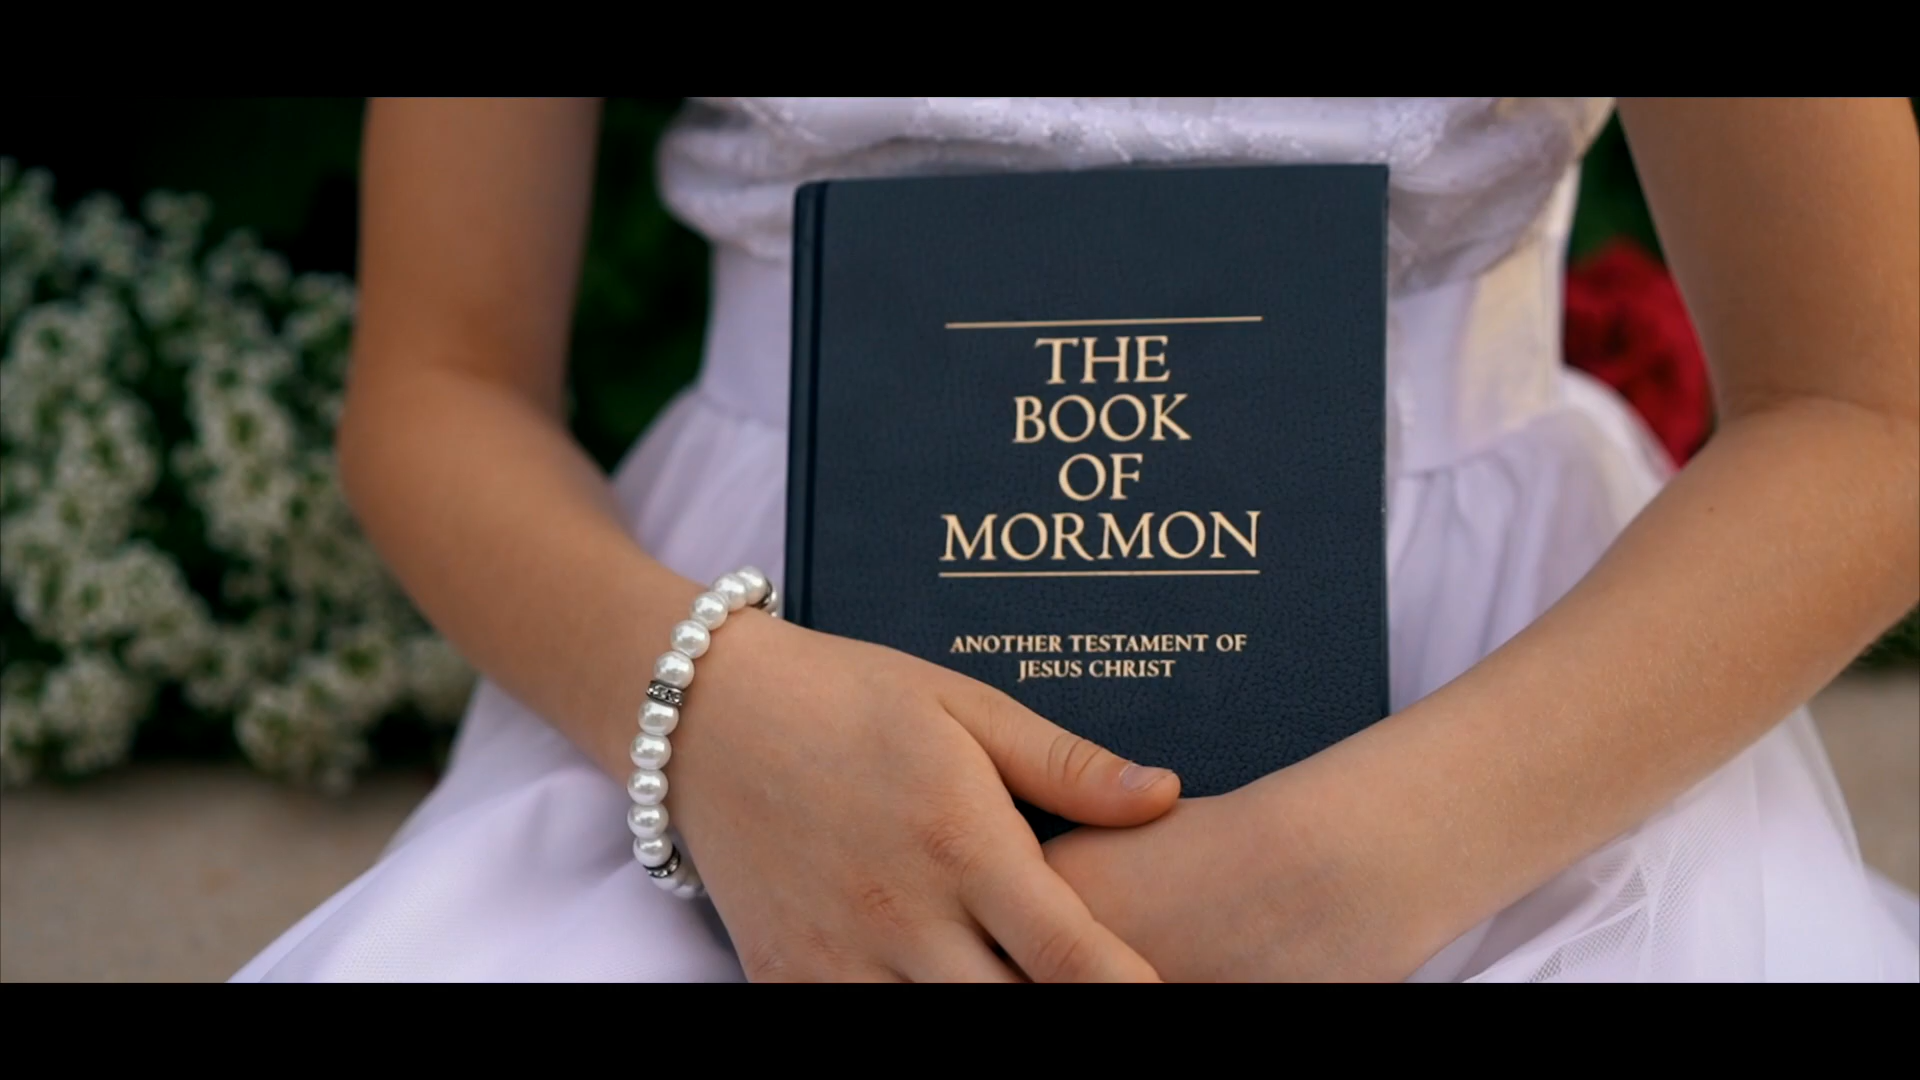 THE
BOOK
OF
MORMON
ANOTHER TESTAMENT OF
JESUS CHRIST